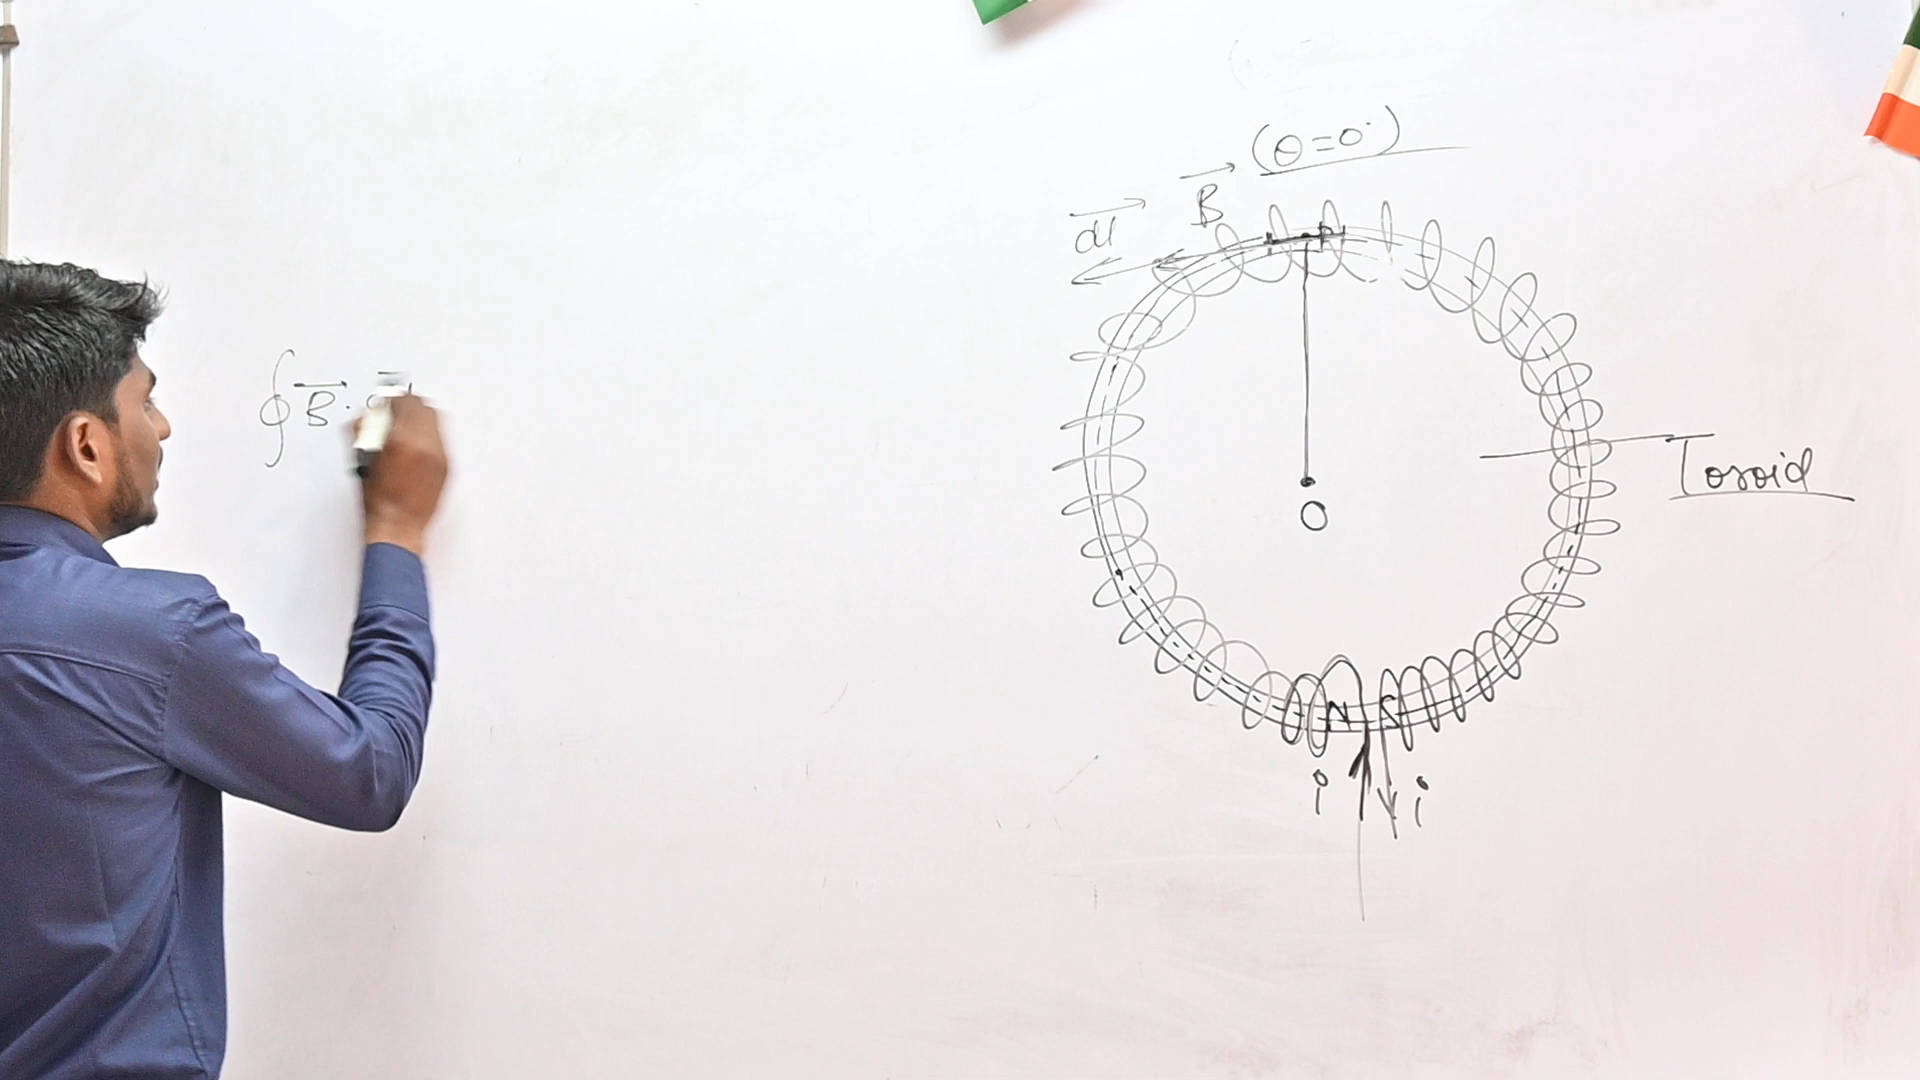 ∮B⃗.
(θ=0°)
B⃗
dl⃗
Toroid
O
N S
i i